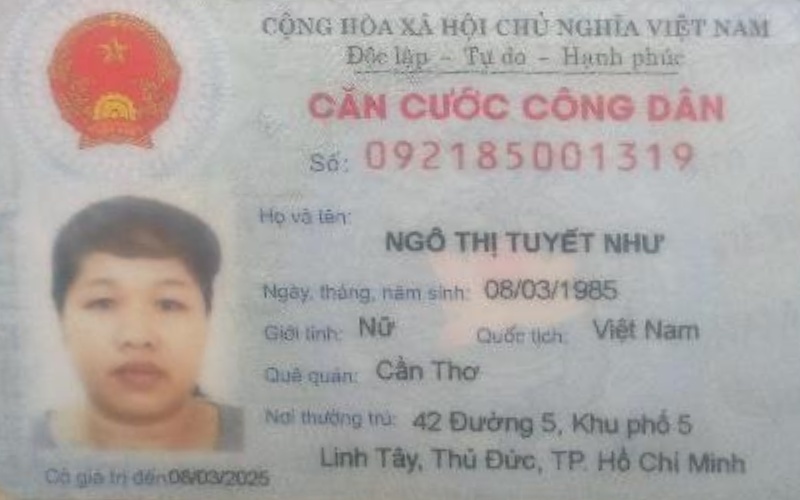 CỘNG HÒA XÃ HỘI CHỦ NGHĨA VIỆT NAM
Độc lập - Tự do - Hạnh phúc
CĂN CƯỚC CÔNG DÂN
Số: 092185001319
Họ và tên:
NGÔ THỊ TUYẾT NHƯ
Ngày, tháng, năm sinh: 08/03/1985
Giới tính: Nữ Quốc tịch: Việt Nam
Quê quán: Cần Thơ
Nơi thường trú: 42 Đường 5, Khu phố 5
Linh Tây, Thủ Đức, TP. Hồ Chí Minh
Có giá trị đến 08/03/2025